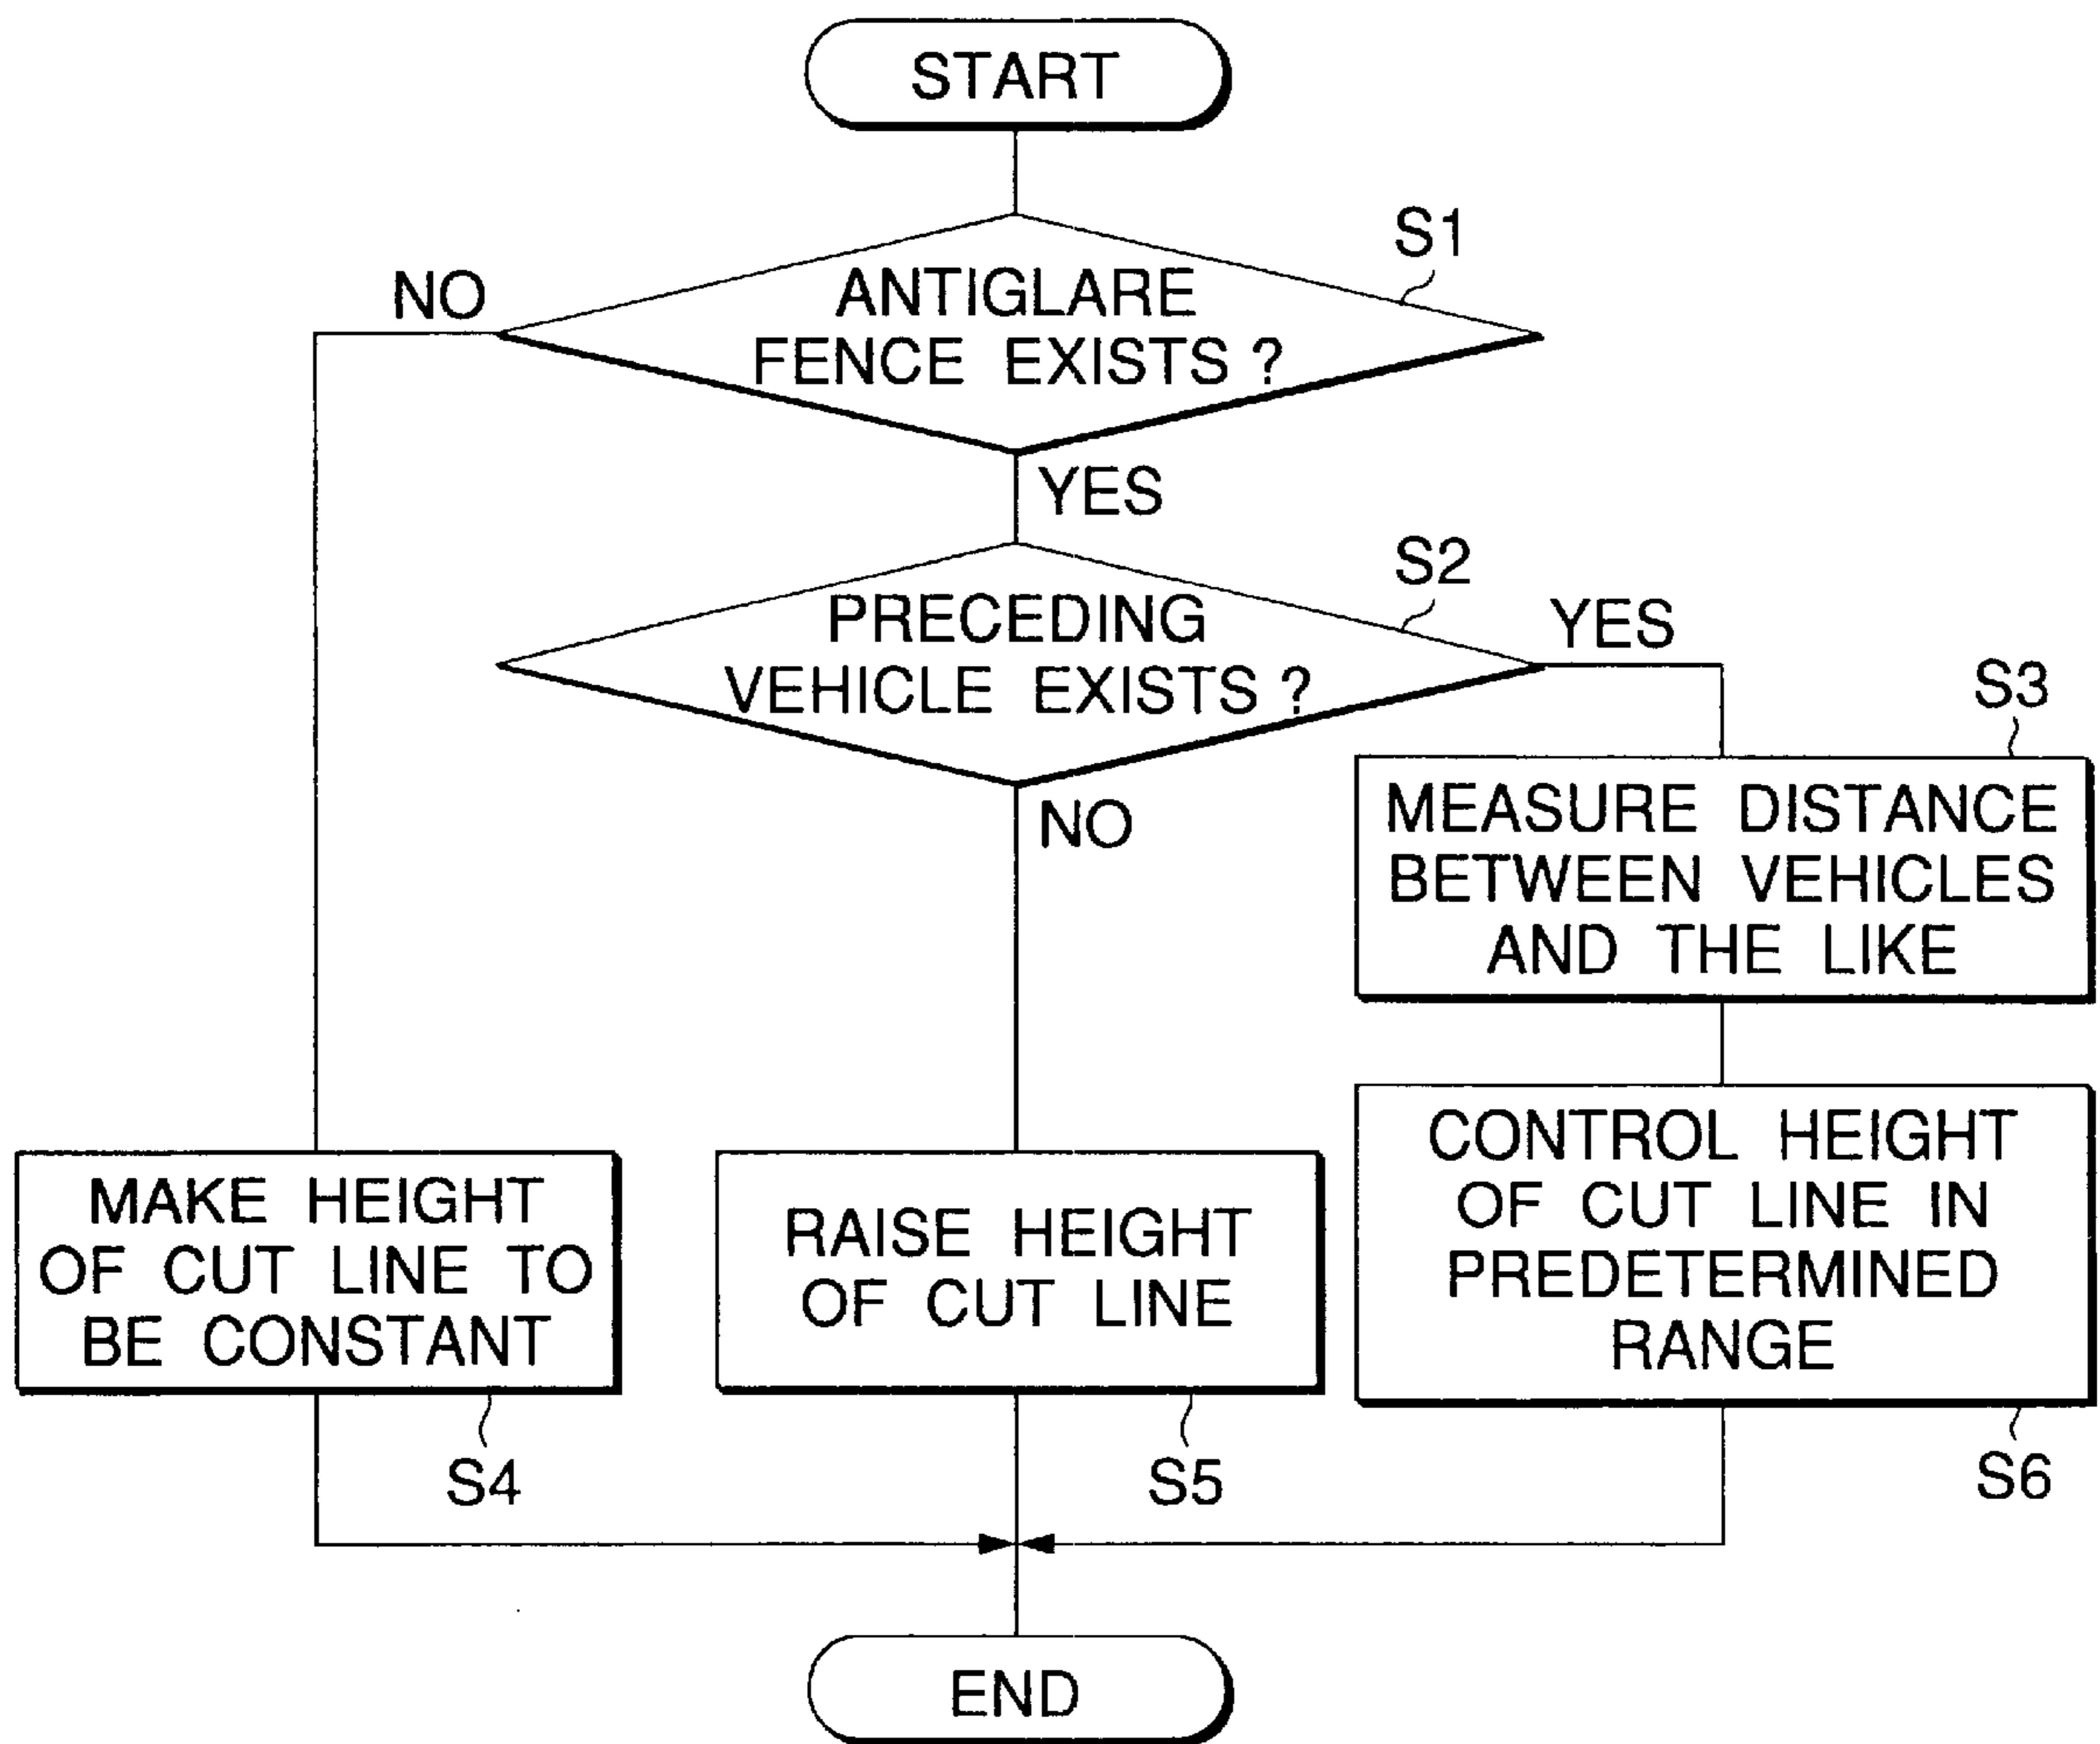 START
S1
NO
ANTIGLARE
FENCE EXISTS ?
YES
S2
PRECEDING
VEHICLE EXISTS ?
YES
S3
NO
MEASURE DISTANCE
BETWEEN VEHICLES
AND THE LIKE
MAKE HEIGHT
OF CUT LINE TO
BE CONSTANT
RAISE HEIGHT
OF CUT LINE
CONTROL HEIGHT
OF CUT LINE IN
PREDETERMINED
RANGE
S4
S5
S6
END